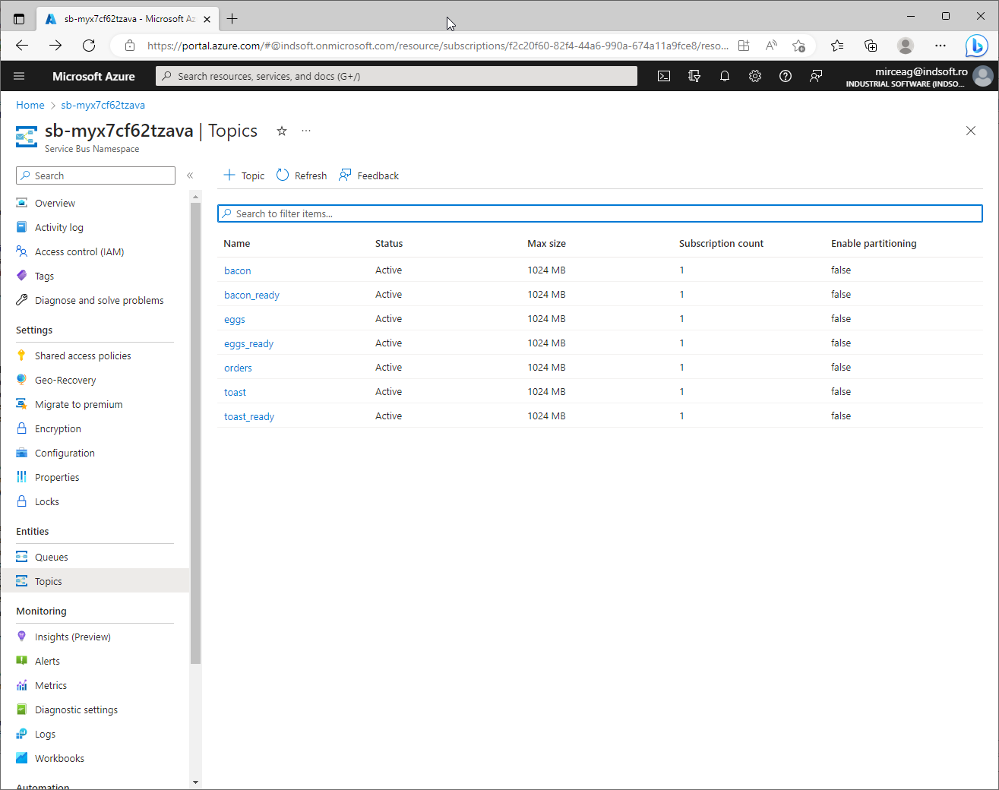 sb-myx7cf62tzava - Microsoft Az
https://portal.azure.com/#@indsoft.onmicrosoft.com/resource/subscriptions/f2c20f60-82f4-44a6-990a-674a11a9fce8/reso...
Microsoft Azure
Search resources, services, and docs (G+/)
mirceag@indsoft.ro
INDUSTRIAL SOFTWARE (INDSO...
Home > sb-myx7cf62tzava
sb-myx7cf62tzava | Topics
Service Bus Namespace
Search
Overview
Activity log
Access control (IAM)
Tags
Diagnose and solve problems
Settings
Shared access policies
Geo-Recovery
Migrate to premium
Encryption
Configuration
Properties
Locks
Entities
Queues
Topics
Monitoring
Insights (Preview)
Alerts
Metrics
Diagnostic settings
Logs
Workbooks
Automation
Topic Refresh Feedback
Search to filter items...
Name Status Max size Subscription count Enable partitioning
bacon Active 1024 MB 1 false
bacon_ready Active 1024 MB 1 false
eggs Active 1024 MB 1 false
eggs_ready Active 1024 MB 1 false
orders Active 1024 MB 1 false
toast Active 1024 MB 1 false
toast_ready Active 1024 MB 1 false